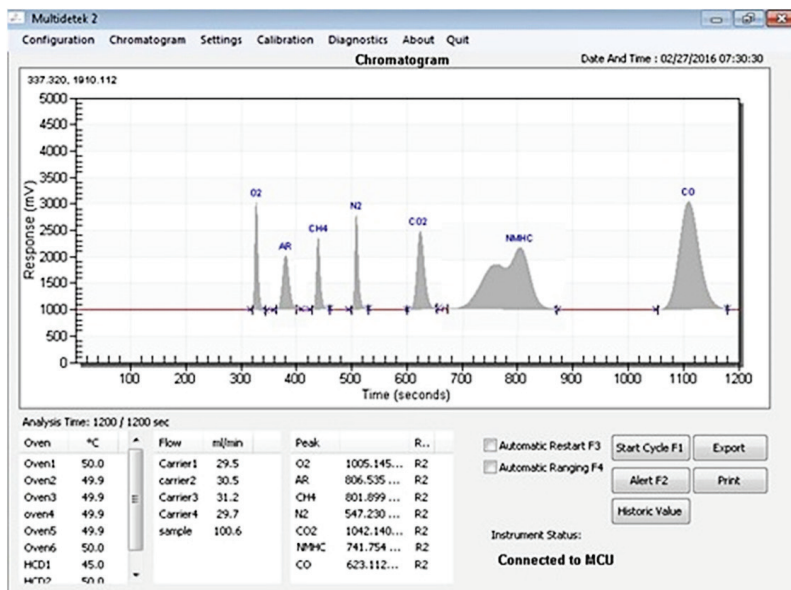 Multidetek 2
Configuration Chromatogram Settings Calibration Diagnostics About Quit
Chromatogram Date And Time : 02/27/2016 07:30:30
337.320, 1910.112
Response (mV)
5000
4500
4000
3500
3000
2500
2000
1500
1000
500
0
O2 AR CH4 N2 CO2 NMHC CO
100 200 300 400 500 600 700 800 900 1000 1100 1200
Time (seconds)
Analysis Time: 1200 / 1200 sec
Oven °C
Oven1 50.0
Oven2 49.9
Oven3 49.9
oven4 49.9
Oven5 49.9
Oven6 50.0
HCD1 45.0
HCD2 50.0
Flow ml/min
Carrier1 29.5
carrier2 30.5
Carrier3 31.2
Carrier4 29.7
sample 100.6
Peak R..
O2 1005.145... R2
AR 806.535 ... R2
CH4 801.899 ... R2
N2 547.230 ... R2
CO2 1042.140... R2
NMHC 741.754 ... R2
CO 623.112... R2
Automatic Restart F3
Automatic Ranging F4
Start Cycle F1 Export
Alert F2 Print
Historic Value
Instrument Status:
Connected to MCU